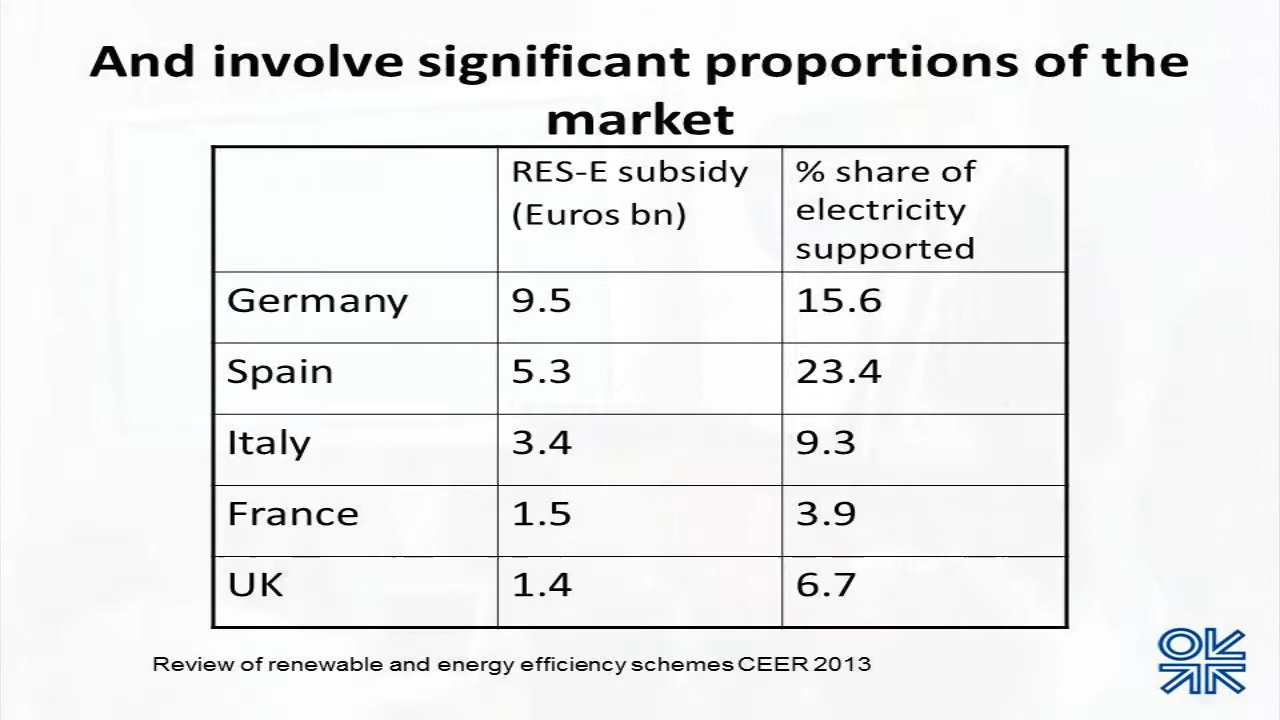 And involve significant proportions of the
market
RES-E subsidy
(Euros bn)
% share of
electricity
supported
Germany 9.5 15.6
Spain 5.3 23.4
Italy 3.4 9.3
France 1.5 3.9
UK 1.4 6.7
Review of renewable and energy efficiency schemes CEER 2013